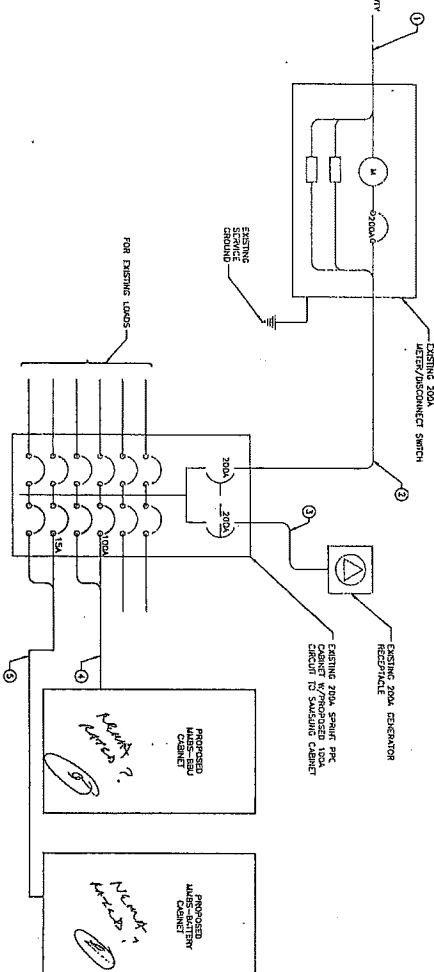 ITY
①
M
200A
EXISTING 200A
METER/DISCONNECT SWITCH
EXISTING
SERVICE
GROUND
②
FOR EXISTING LOADS
200A
200A
③
EXISTING 200A GENERATOR
RECEPTACLE
EXISTING 200A SPRINT PPC
CABINET W/PROPOSED 100A
CIRCUIT TO SAMSUNG CABINET
100A
15A
④
⑤
PROPOSED
MMBS-BBU
CABINET
NEMA
RATED ?
PROPOSED
MMBS-BATTERY
CABINET
NEMA
RATED ?